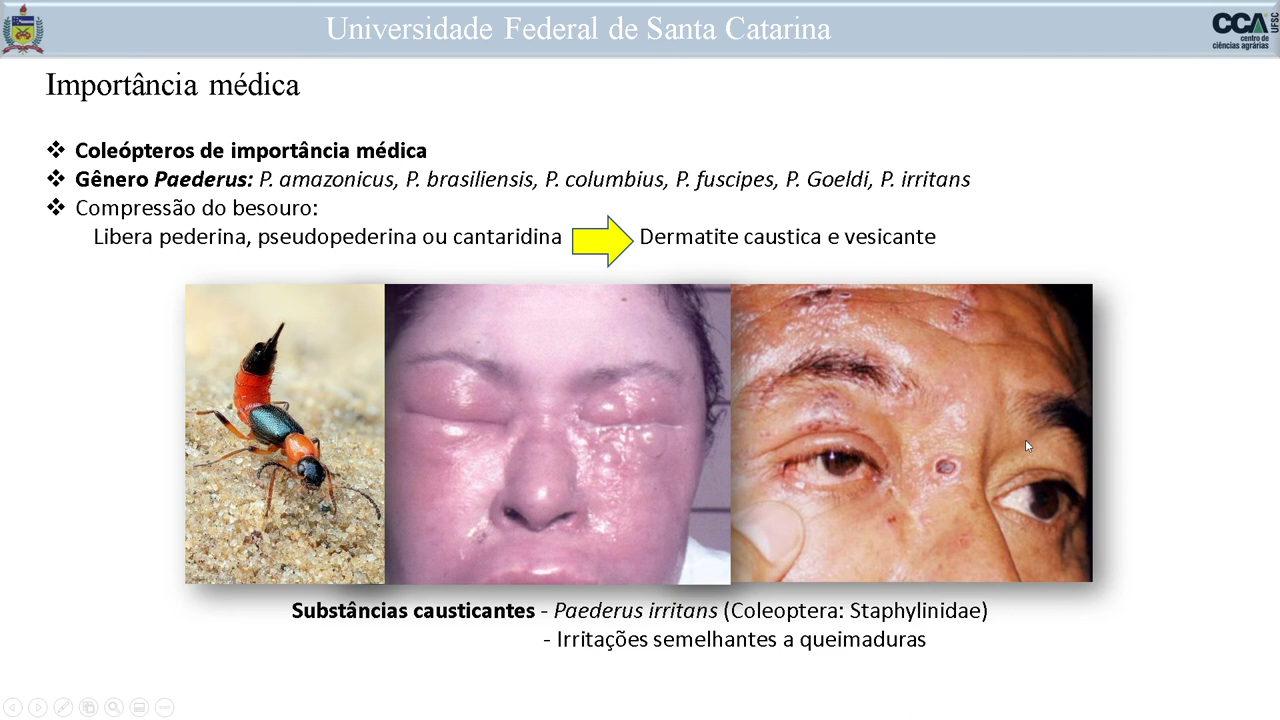 Universidade Federal de Santa Catarina
CCA
centro de
ciências agrárias
UFSC
Importância médica
❖ Coleópteros de importância médica
❖ Gênero Paederus: P. amazonicus, P. brasiliensis, P. columbius, P. fuscipes, P. Goeldi, P. irritans
❖ Compressão do besouro:
Libera pederina, pseudopederina ou cantaridina Dermatite caustica e vesicante
Substâncias causticantes - Paederus irritans (Coleoptera: Staphylinidae)
- Irritações semelhantes a queimaduras